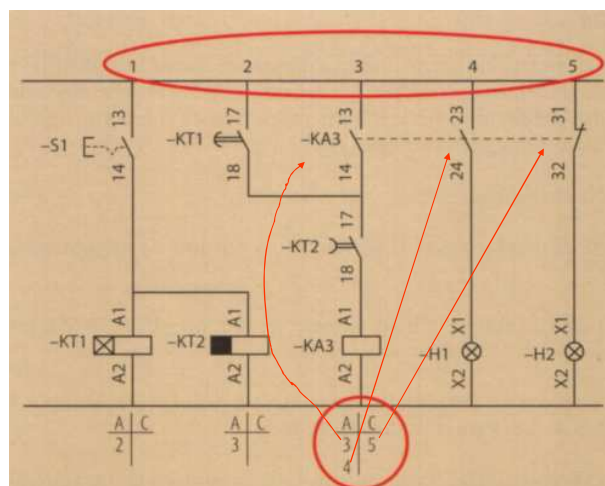 1 2 3 4 5
13 17 13 23 31
-S1 -KT1 -KA3
14 18 14 24 32
17
-KT2
18
A1 A1 A1 X1 X1
-KT1 -KT2 -KA3 -H1 -H2
A2 A2 A2 X2 X2
A C A C A C
2 3 3 5
4